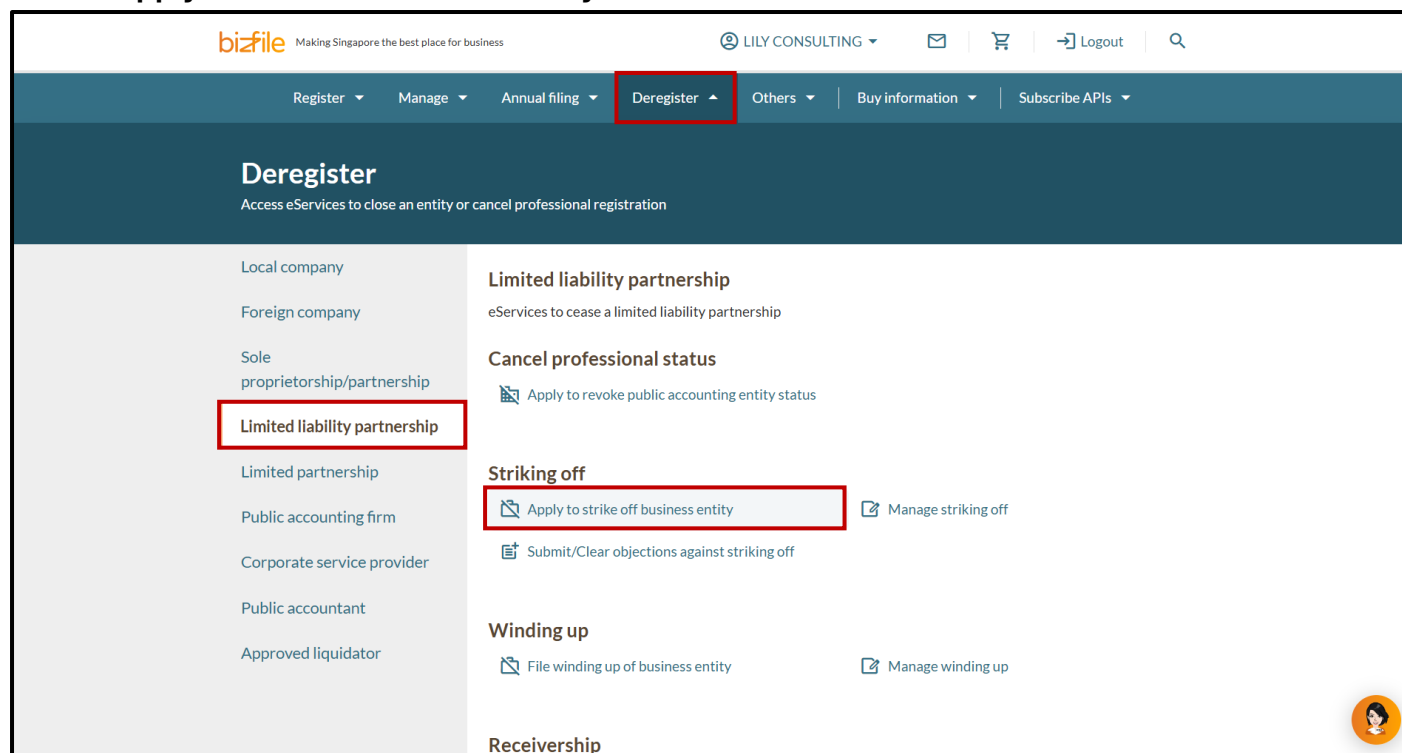 bizfile Making Singapore the best place for business
LILY CONSULTING
Logout
Register Manage Annual filing Deregister Others Buy information Subscribe APIs
Deregister
Access eServices to close an entity or cancel professional registration
Local company
Foreign company
Sole
proprietorship/partnership
Limited liability partnership
Limited partnership
Public accounting firm
Corporate service provider
Public accountant
Approved liquidator
Limited liability partnership
eServices to cease a limited liability partnership
Cancel professional status
Apply to revoke public accounting entity status
Striking off
Apply to strike off business entity Manage striking off
Submit/Clear objections against striking off
Winding up
File winding up of business entity Manage winding up
Receivership